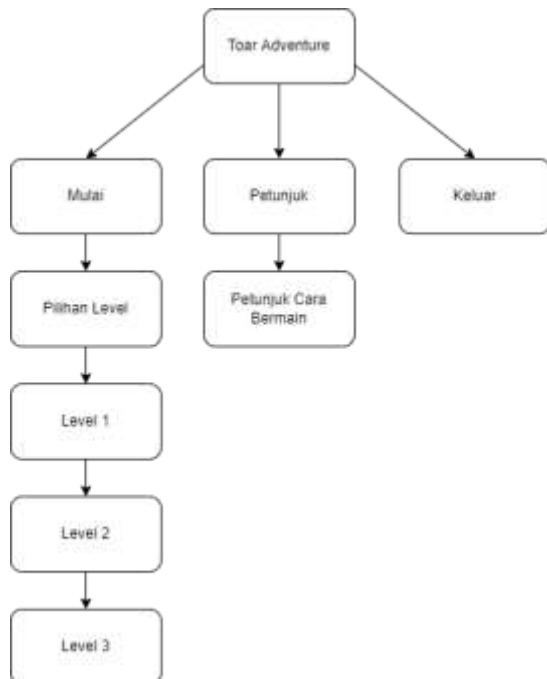 Toar Adventure
Mulai
Petunjuk
Keluar
Pilihan Level
Petunjuk Cara
Bermain
Level 1
Level 2
Level 3